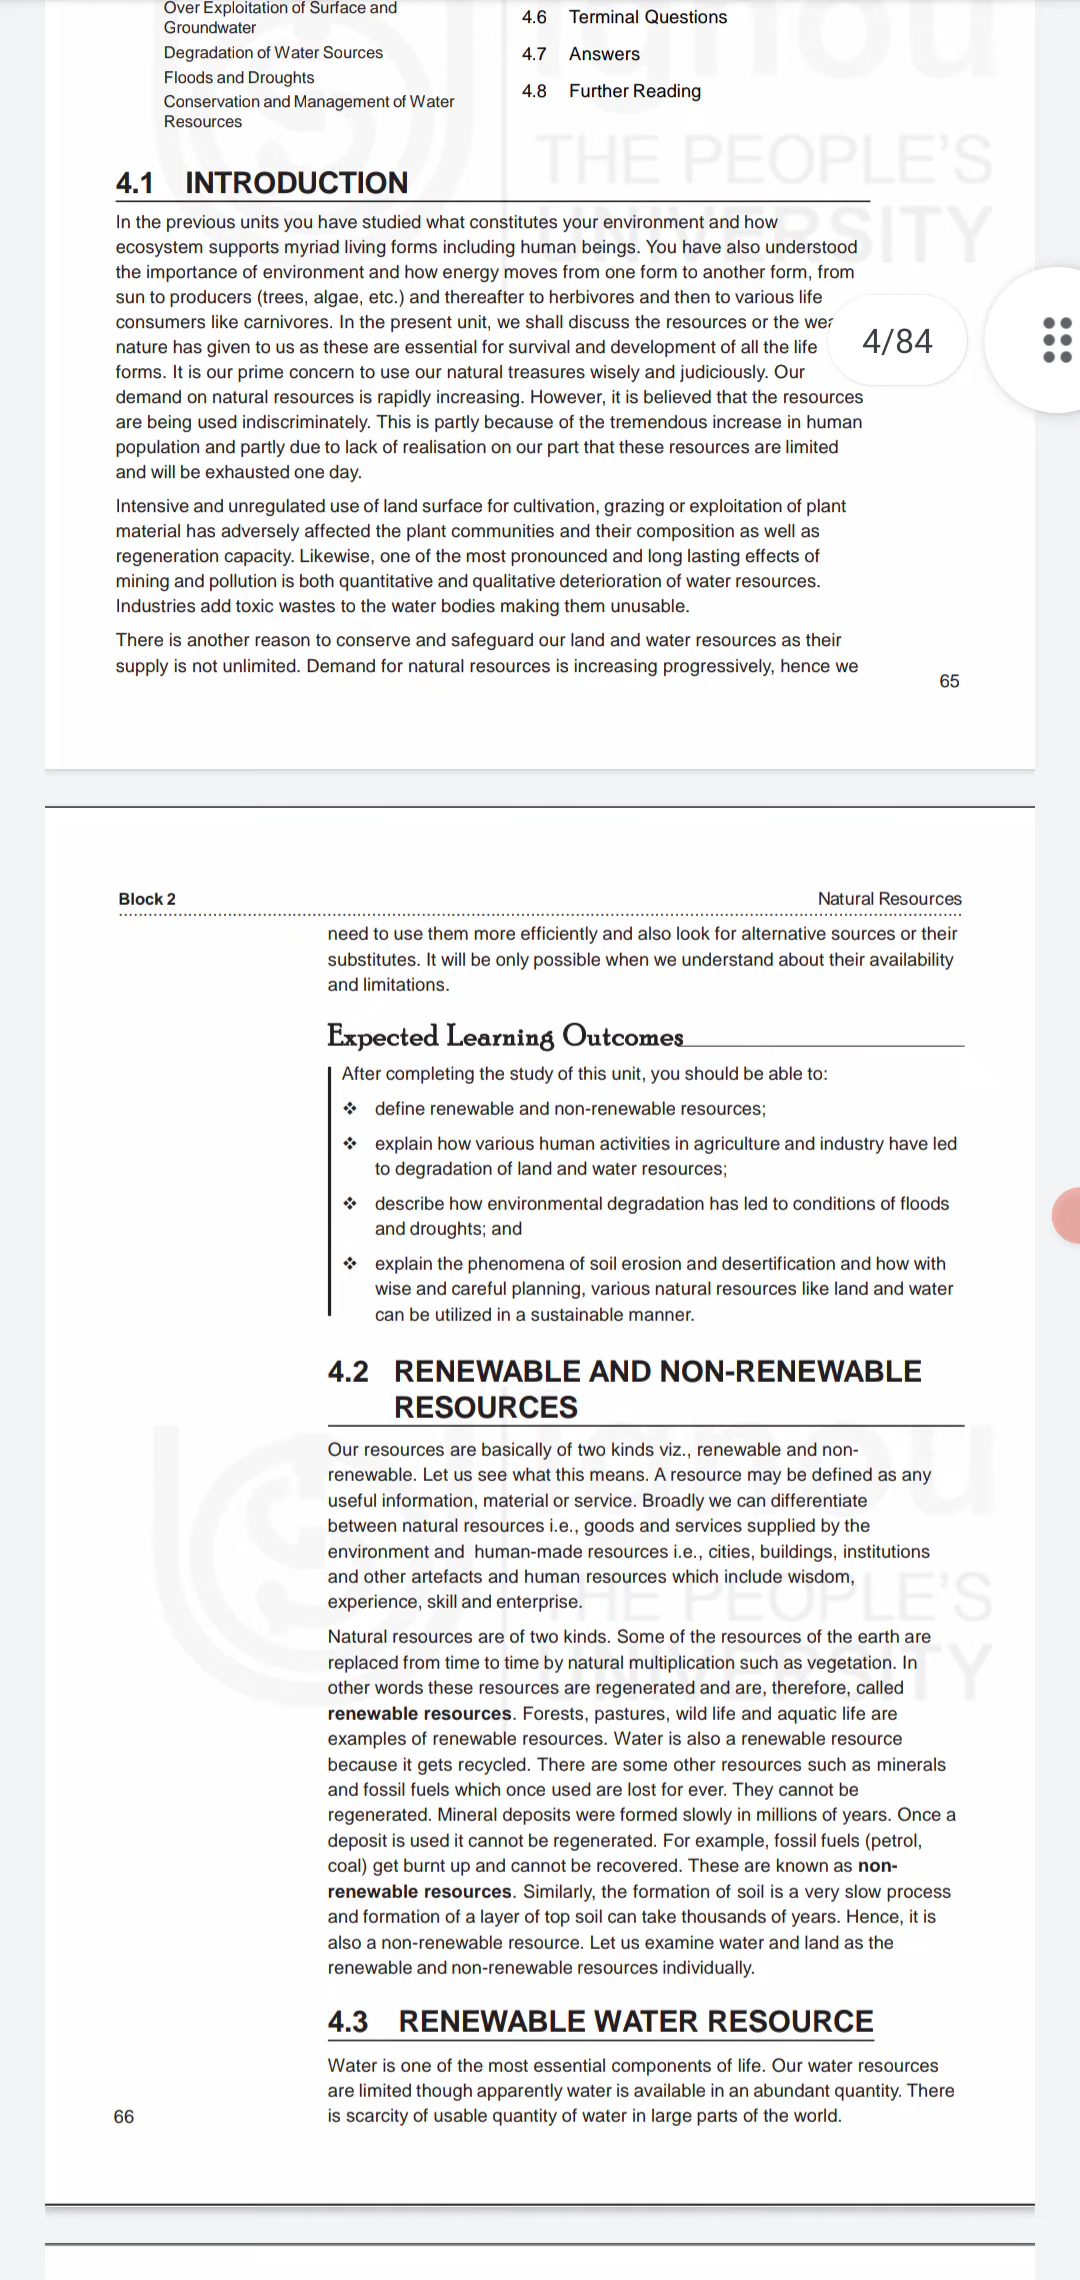 Over Exploitation of Surface and
Groundwater
Degradation of Water Sources
Floods and Droughts
Conservation and Management of Water
Resources
4.6 Terminal Questions
4.7 Answers
4.8 Further Reading
ignou
THE PEOPLE'S
UNIVERSITY
4.1 INTRODUCTION
In the previous units you have studied what constitutes your environment and how
ecosystem supports myriad living forms including human beings. You have also understood
the importance of environment and how energy moves from one form to another form, from
sun to producers (trees, algae, etc.) and thereafter to herbivores and then to various life
consumers like carnivores. In the present unit, we shall discuss the resources or the
nature has given to us as these are essential for survival and development of all the life
forms. It is our prime concern to use our natural treasures wisely and judiciously. Our
demand on natural resources is rapidly increasing. However, it is believed that the resources
are being used indiscriminately. This is partly because of the tremendous increase in human
population and partly due to lack of realisation on our part that these resources are limited
and will be exhausted one day.
4/84
Intensive and unregulated use of land surface for cultivation, grazing or exploitation of plant
material has adversely affected the plant communities and their composition as well as
regeneration capacity. Likewise, one of the most pronounced and long lasting effects of
mining and pollution is both quantitative and qualitative deterioration of water resources.
Industries add toxic wastes to the water bodies making them unusable.
There is another reason to conserve and safeguard our land and water resources as their
supply is not unlimited. Demand for natural resources is increasing progressively, hence we
65
Block 2
Natural Resources
need to use them more efficiently and also look for alternative sources or their
substitutes. It will be only possible when we understand about their availability
and limitations.
Expected Learning Outcomes
After completing the study of this unit, you should be able to:
❖ define renewable and non-renewable resources;
❖ explain how various human activities in agriculture and industry have led
to degradation of land and water resources;
❖ describe how environmental degradation has led to conditions of floods
and droughts; and
❖ explain the phenomena of soil erosion and desertification and how with
wise and careful planning, various natural resources like land and water
can be utilized in a sustainable manner.
4.2 RENEWABLE AND NON-RENEWABLE
RESOURCES
ignou
THE PEOPLE'S
UNIVERSITY
Our resources are basically of two kinds viz., renewable and non-
renewable. Let us see what this means. A resource may be defined as any
useful information, material or service. Broadly we can differentiate
between natural resources i.e., goods and services supplied by the
environment and human-made resources i.e., cities, buildings, institutions
and other artefacts and human resources which include wisdom,
experience, skill and enterprise.
Natural resources are of two kinds. Some of the resources of the earth are
replaced from time to time by natural multiplication such as vegetation. In
other words these resources are regenerated and are, therefore, called
renewable resources. Forests, pastures, wild life and aquatic life are
examples of renewable resources. Water is also a renewable resource
because it gets recycled. There are some other resources such as minerals
and fossil fuels which once used are lost for ever. They cannot be
regenerated. Mineral deposits were formed slowly in millions of years. Once a
deposit is used it cannot be regenerated. For example, fossil fuels (petrol,
coal) get burnt up and cannot be recovered. These are known as non-
renewable resources. Similarly, the formation of soil is a very slow process
and formation of a layer of top soil can take thousands of years. Hence, it is
also a non-renewable resource. Let us examine water and land as the
renewable and non-renewable resources individually.
4.3 RENEWABLE WATER RESOURCE
Water is one of the most essential components of life. Our water resources
are limited though apparently water is available in an abundant quantity. There
is scarcity of usable quantity of water in large parts of the world.
66